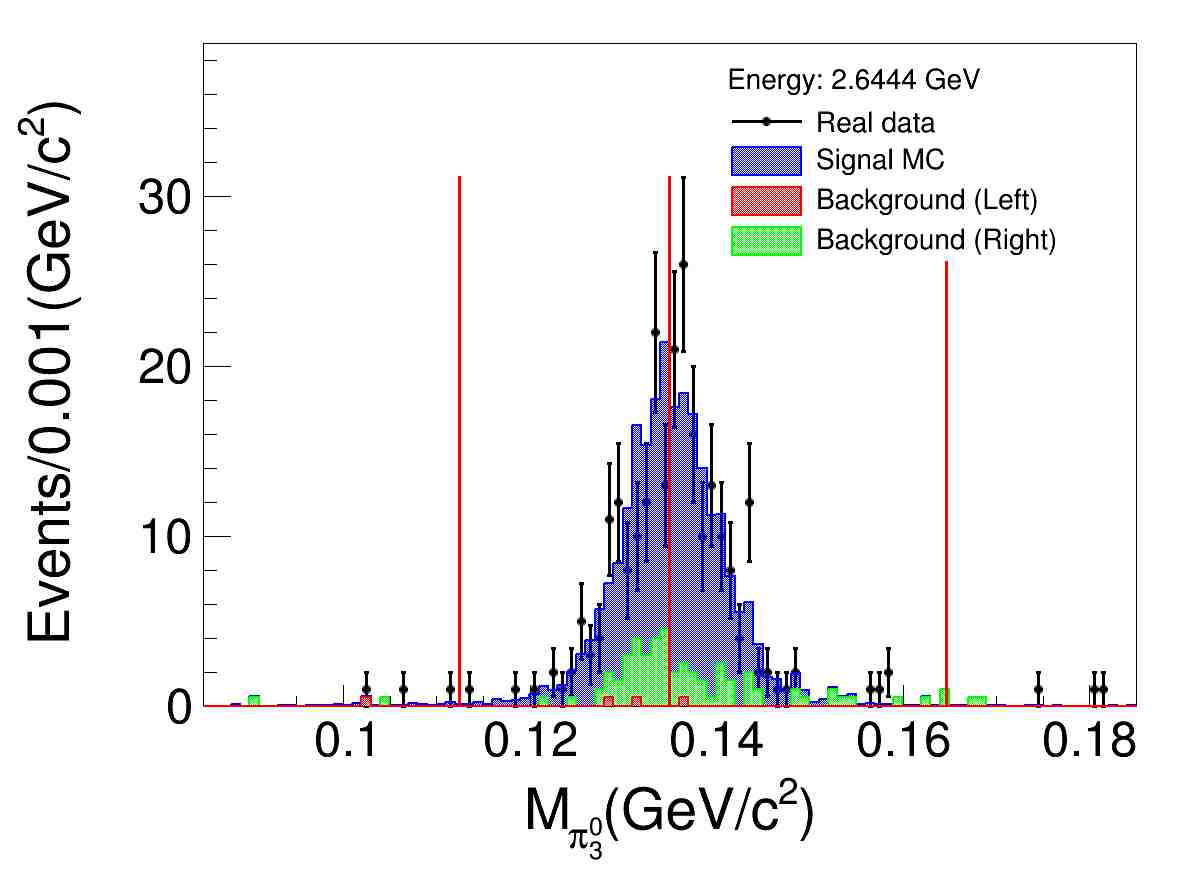 Energy: 2.6444 GeV
Real data
Signal MC
Background (Left)
Background (Right)
Events/0.001(GeV/c²)
30
20
10
0
0.1 0.12 0.14 0.16 0.18
M_{π⁰₃}(GeV/c²)